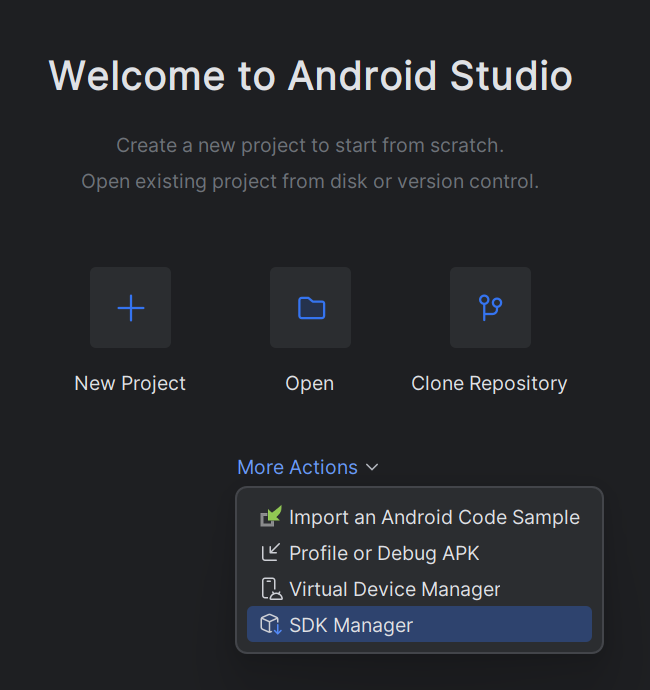 Welcome to Android Studio
Create a new project to start from scratch.
Open existing project from disk or version control.
New Project
Open
Clone Repository
More Actions
Import an Android Code Sample
Profile or Debug APK
Virtual Device Manager
SDK Manager